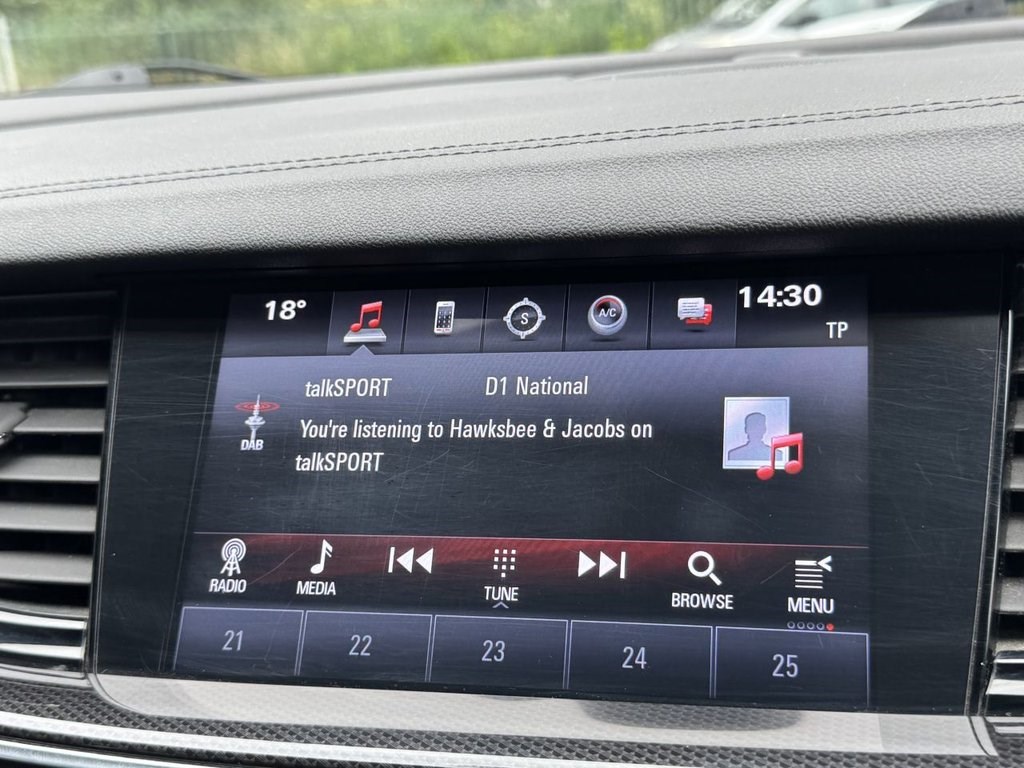 18°
S
A/C
14:30
TP
talkSPORT D1 National
DAB
You're listening to Hawksbee & Jacobs on
talkSPORT
RADIO
MEDIA
TUNE
BROWSE
MENU
21 22 23 24 25